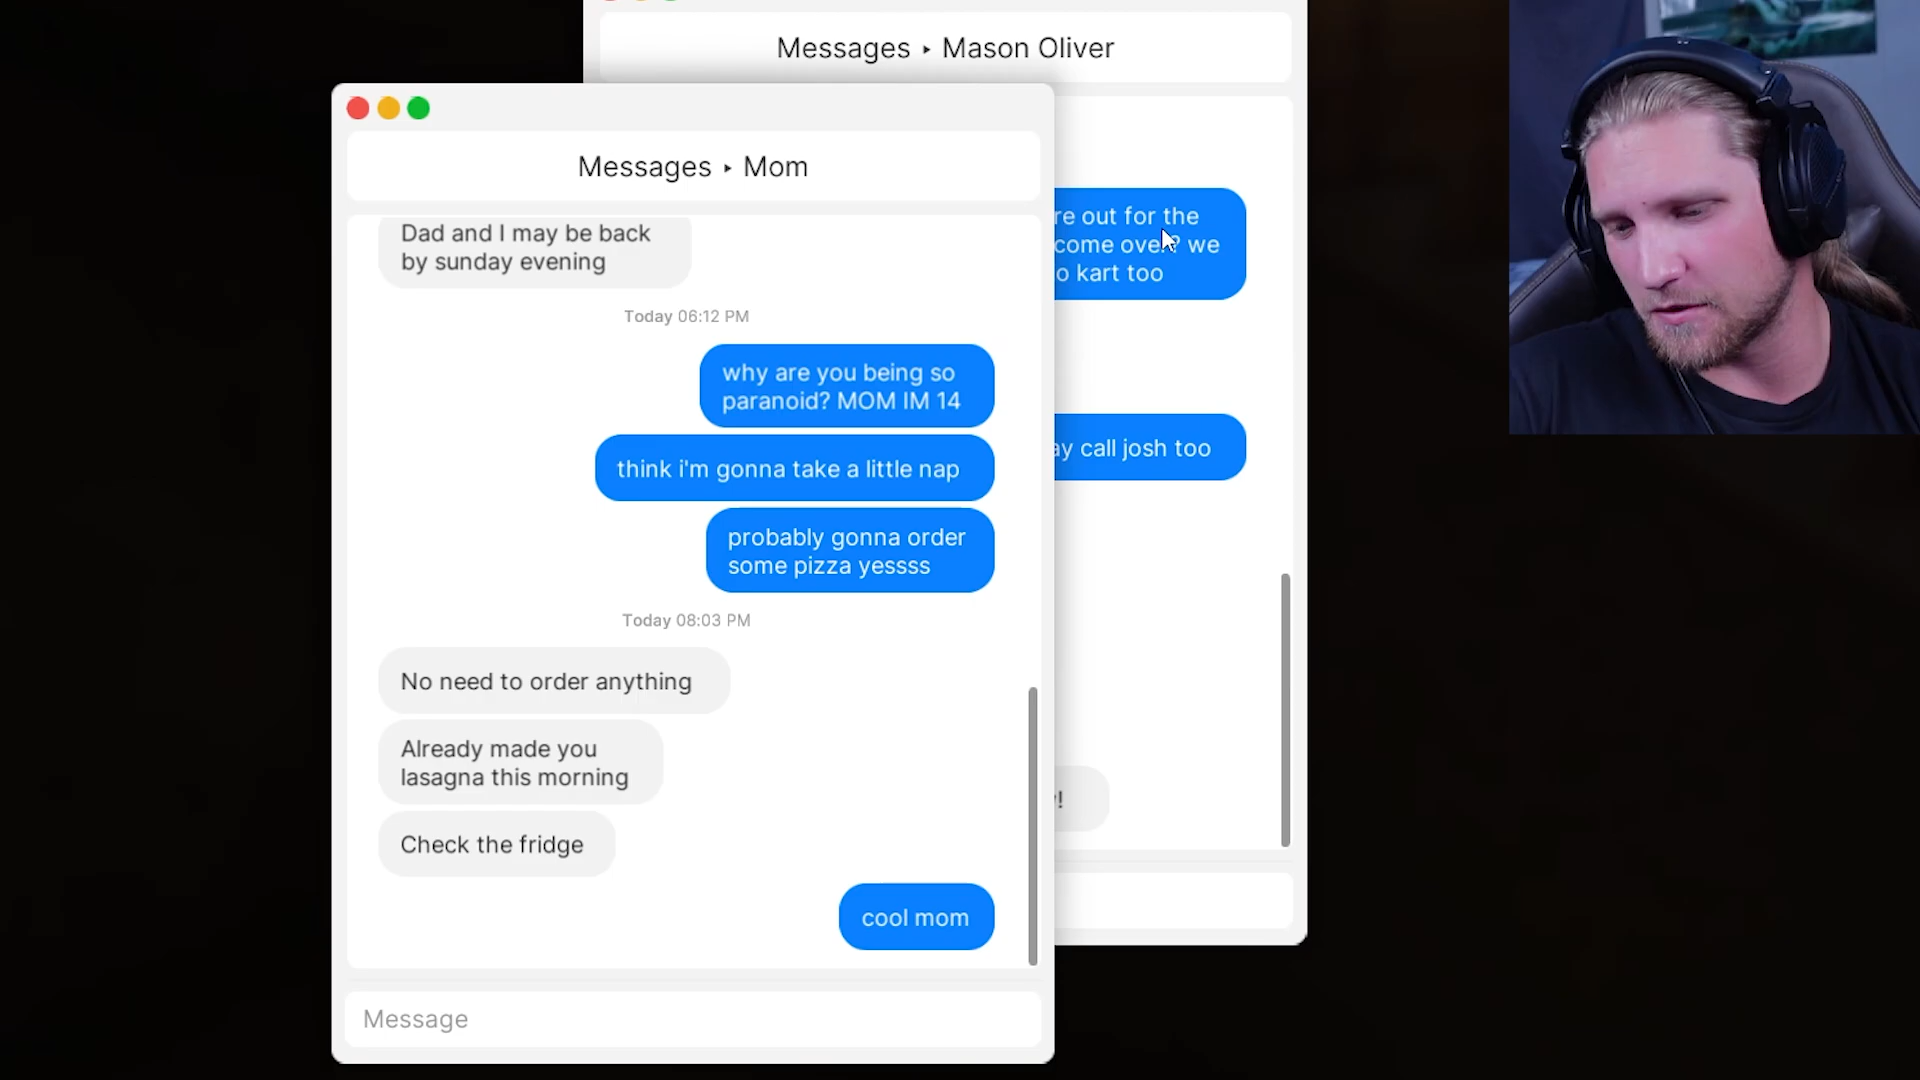 Messages ▸ Mason Oliver
out for the
come over? we
kart too
call josh too
Messages ▸ Mom
Dad and I may be back
by sunday evening
Today 06:12 PM
why are you being so
paranoid? MOM IM 14
think i'm gonna take a little nap
probably gonna order
some pizza yessss
Today 08:03 PM
No need to order anything
Already made you
lasagna this morning
Check the fridge
cool mom
Message